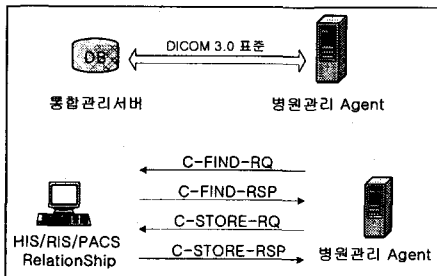 DB
DICOM 3.0 표준
통합관리서버
병원관리 Agent
C-FIND-RQ
C-FIND-RSP
C-STORE-RQ
C-STORE-RSP
HIS/RIS/PACS
RelationShip
병원관리 Agent